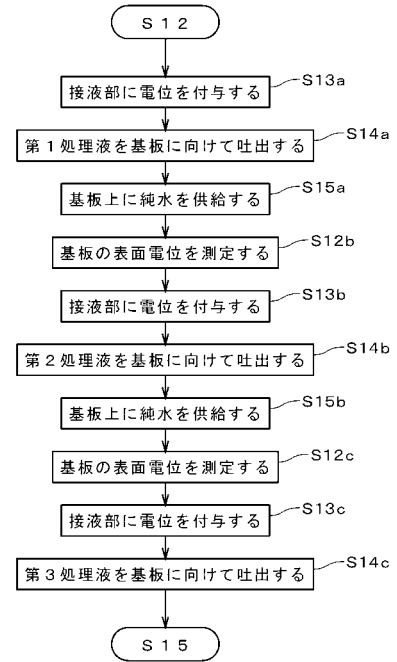 S12
接液部に電位を付与する
S13a
第1処理液を基板に向けて吐出する
S14a
基板上に純水を供給する
S15a
基板の表面電位を測定する
S12b
接液部に電位を付与する
S13b
第2処理液を基板に向けて吐出する
S14b
基板上に純水を供給する
S15b
基板の表面電位を測定する
S12c
接液部に電位を付与する
S13c
第3処理液を基板に向けて吐出する
S14c
S15